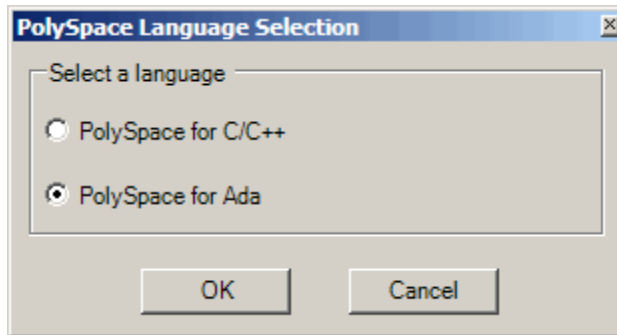 PolySpace Language Selection
Select a language
PolySpace for C/C++
PolySpace for Ada
OK Cancel